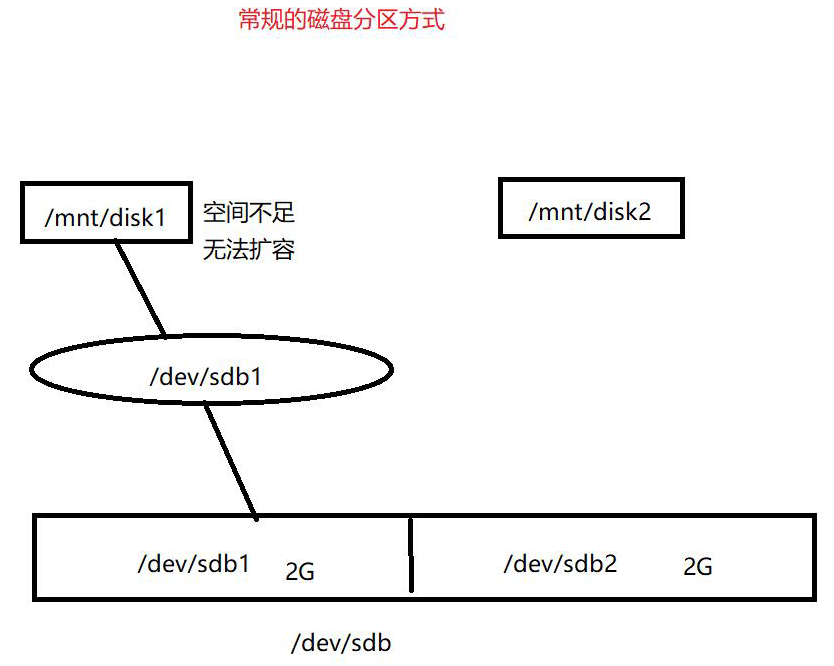 常规的磁盘分区方式
/mnt/disk1
空间不足
无法扩容
/mnt/disk2
/dev/sdb1
/dev/sdb1 2G
/dev/sdb2 2G
/dev/sdb